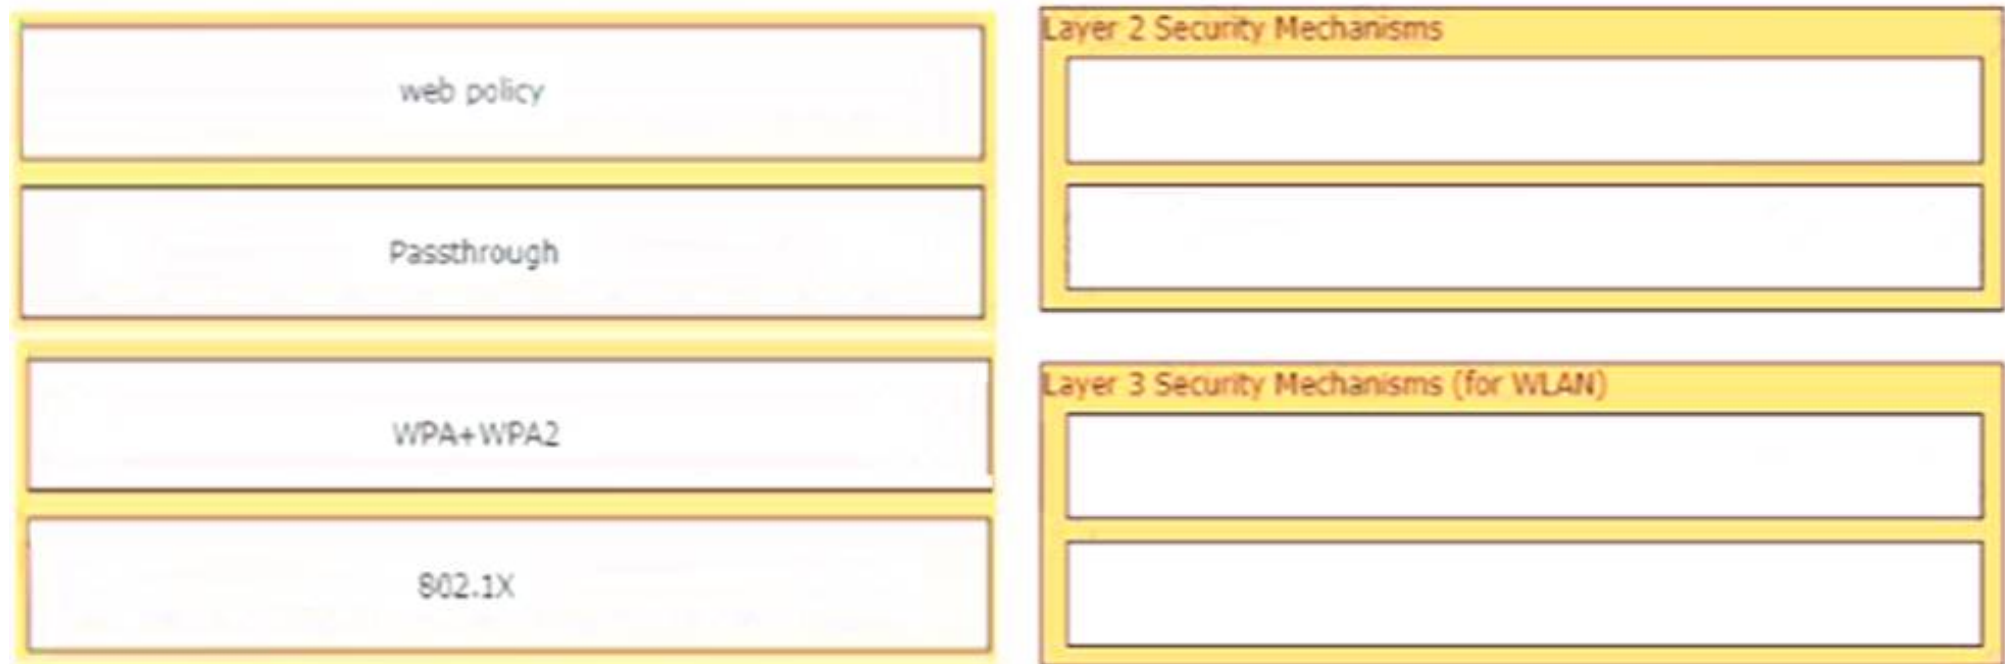 web policy
Passthrough
WPA+WPA2
802.1X
Layer 2 Security Mechanisms
Layer 3 Security Mechanisms (for WLAN)